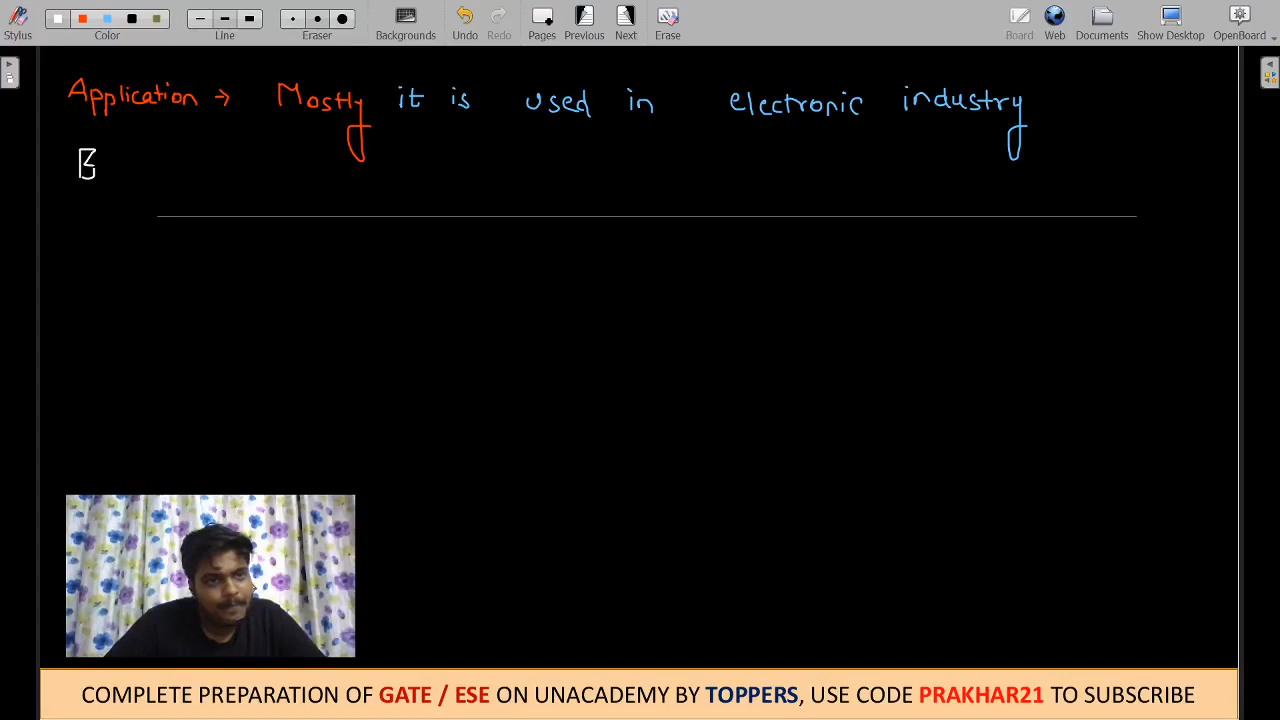 Stylus Color Line Eraser Backgrounds Undo Redo Pages Previous Next Erase Board Web Documents Show Desktop OpenBoard
Application → Mostly it is used in electronic industry
B
COMPLETE PREPARATION OF GATE / ESE ON UNACADEMY BY TOPPERS, USE CODE PRAKHAR21 TO SUBSCRIBE